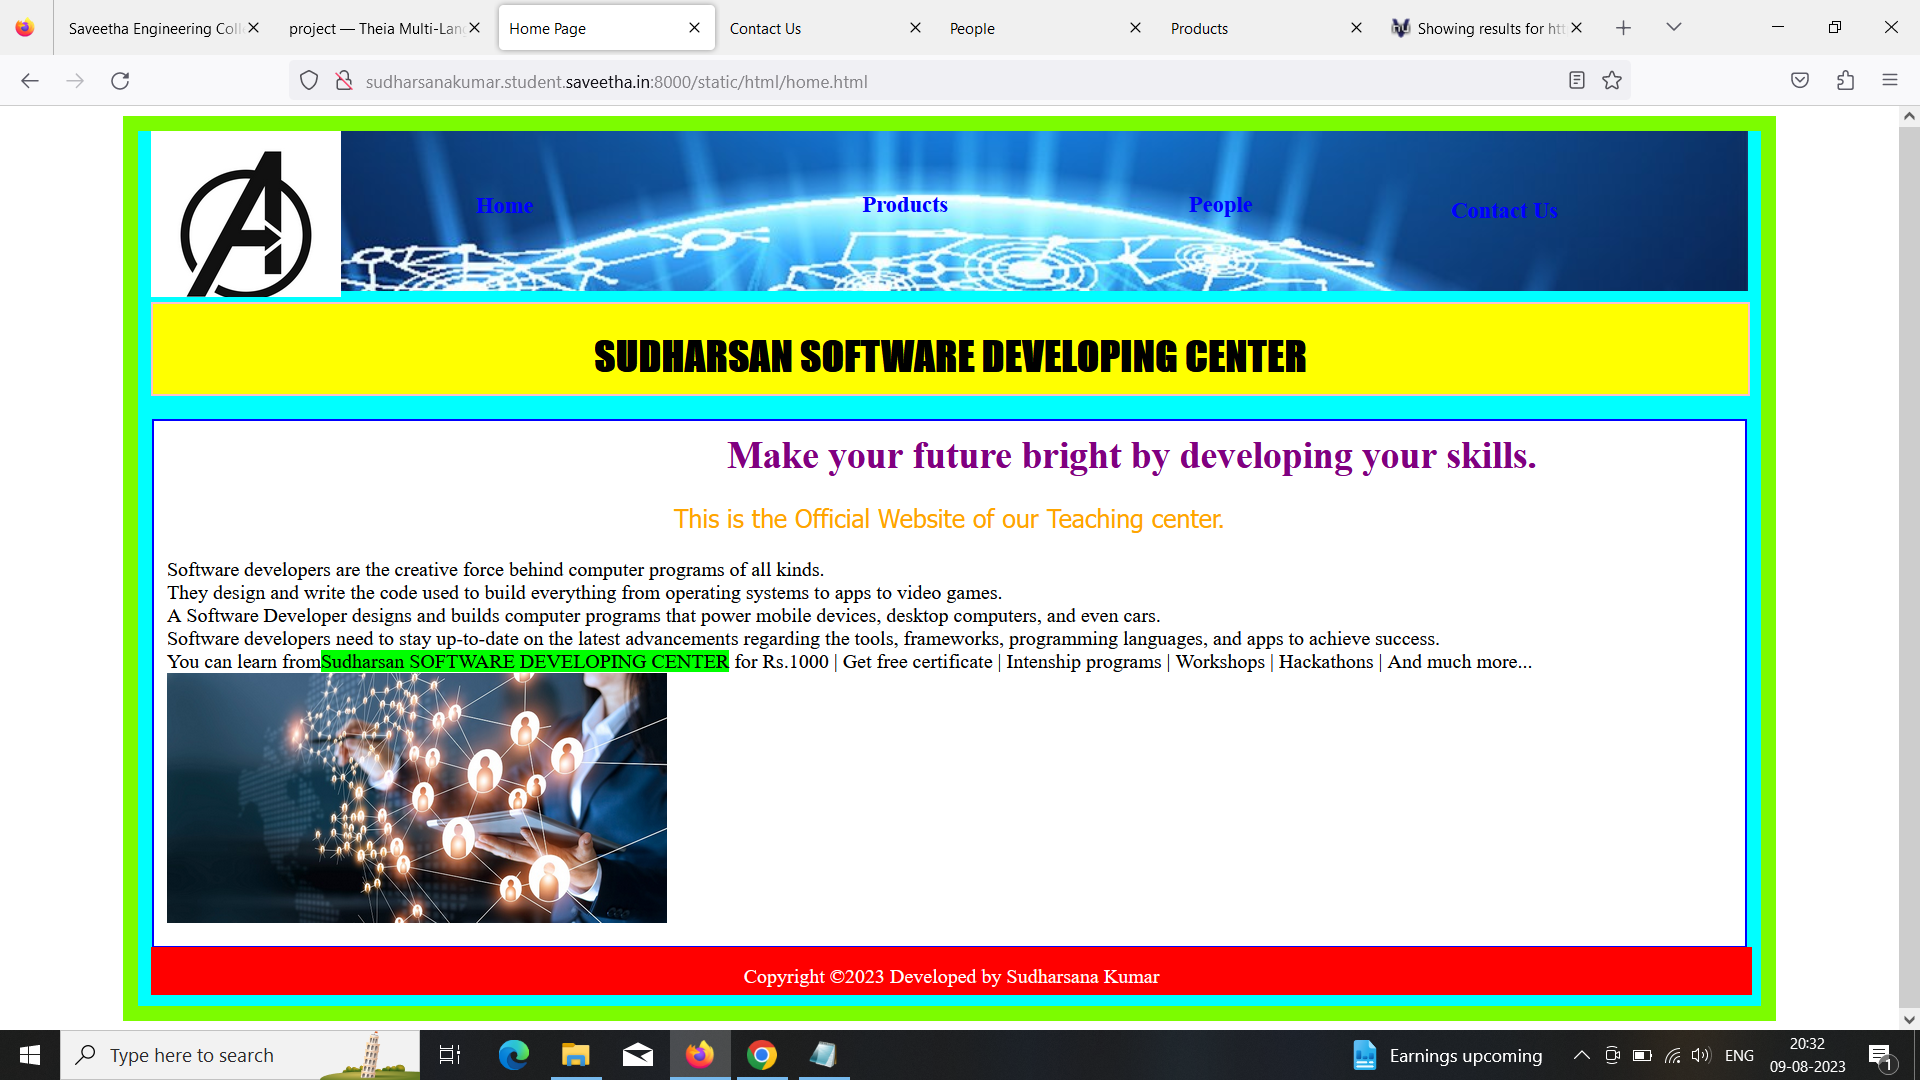 Saveetha Engineering Coll
project — Theia Multi-Lang
Home Page
Contact Us
People
Products
Showing results for htt
sudharsanakumar.student.saveetha.in:8000/static/html/home.html
Home
Products
People
Contact Us
SUDHARSAN SOFTWARE DEVELOPING CENTER
Make your future bright by developing your skills.
This is the Official Website of our Teaching center.
Software developers are the creative force behind computer programs of all kinds.
They design and write the code used to build everything from operating systems to apps to video games.
A Software Developer designs and builds computer programs that power mobile devices, desktop computers, and even cars.
Software developers need to stay up-to-date on the latest advancements regarding the tools, frameworks, programming languages, and apps to achieve success.
You can learn fromSudharsan SOFTWARE DEVELOPING CENTER for Rs.1000 | Get free certificate | Intenship programs | Workshops | Hackathons | And much more...
Copyright ©2023 Developed by Sudharsana Kumar
Type here to search
Earnings upcoming
ENG
20:32
09-08-2023
1